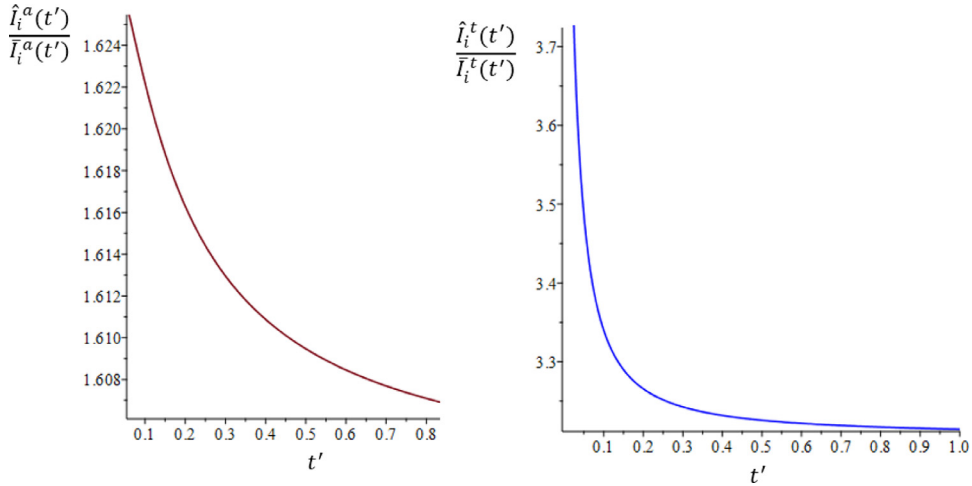 Î_i^a(t′)
Ī_i^a(t′)
1.624
1.622
1.620
1.618
1.616
1.614
1.612
1.610
1.608
0.1 0.2 0.3 0.4 0.5 0.6 0.7 0.8
t′
Î_i^t(t′)
Ī_i^t(t′)
3.7
3.6
3.5
3.4
3.3
0.1 0.2 0.3 0.4 0.5 0.6 0.7 0.8 0.9 1.0
t′